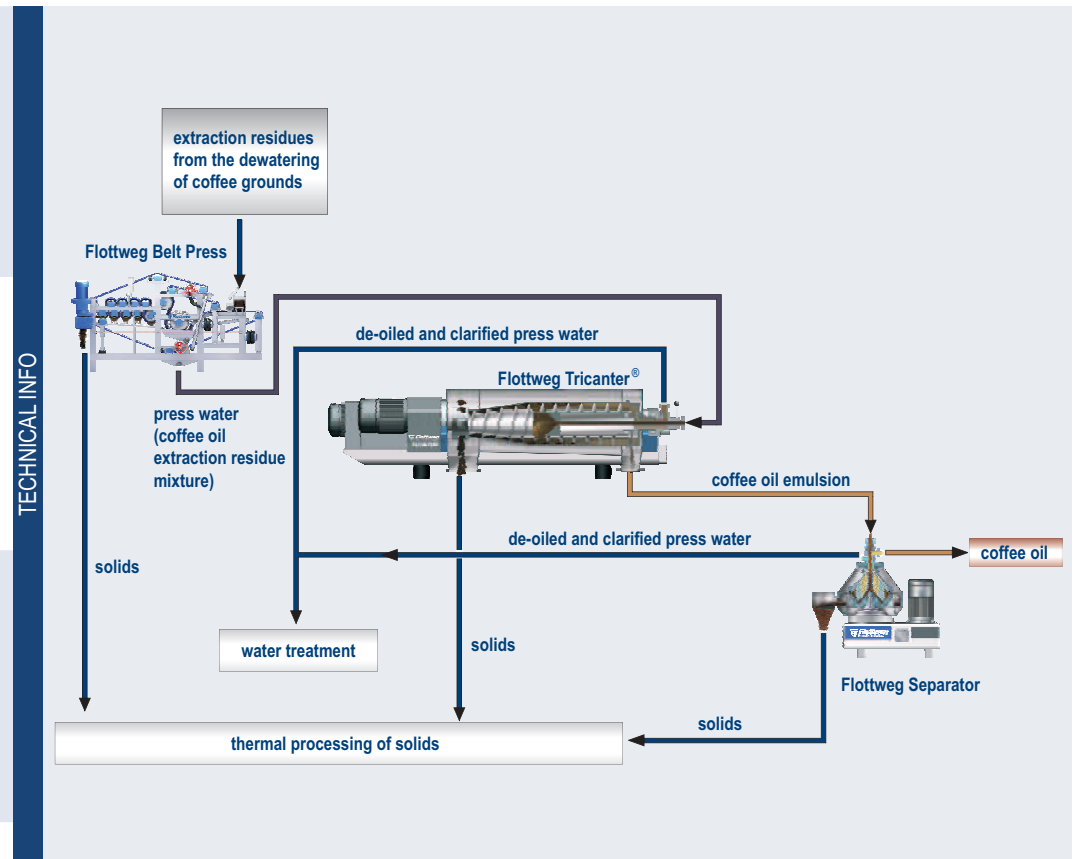 TECHNICAL INFO
extraction residues
from the dewatering
of coffee grounds
Flottweg Belt Press
de-oiled and clarified press water
Flottweg Tricanter®
press water
(coffee oil
extraction residue
mixture)
coffee oil emulsion
de-oiled and clarified press water
coffee oil
solids
water treatment
solids
Flottweg Separator
solids
thermal processing of solids